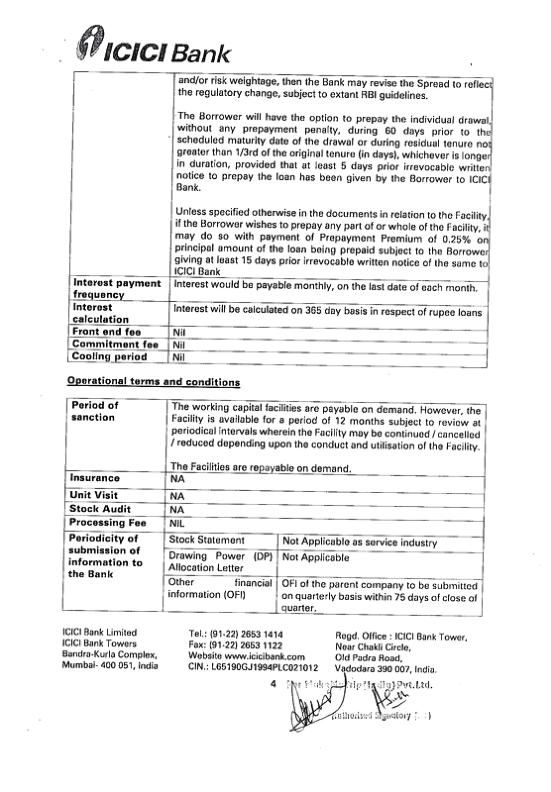 ICICI Bank
and/or risk weightage, then the Bank may revise the Spread to reflect
the regulatory change, subject to extant RBI guidelines.
The Borrower will have the option to prepay the individual drawal,
without any prepayment penalty, during 60 days prior to the
scheduled maturity date of the drawal or during residual tenure not
greater than 1/3rd of the original tenure (in days), whichever is longer
in duration, provided that at least 5 days prior irrevocable written
notice to prepay the loan has been given by the Borrower to ICICI
Bank.
Unless specified otherwise in the documents in relation to the Facility,
if the Borrower wishes to prepay any part of or whole of the Facility, it
may do so with payment of Prepayment Premium of 0.25% on
principal amount of the loan being prepaid subject to the Borrower
giving at least 15 days prior irrevocable written notice of the same to
ICICI Bank
Interest payment frequency
Interest would be payable monthly, on the last date of each month.
Interest calculation
Interest will be calculated on 365 day basis in respect of rupee loans
Front end fee Nil
Commitment fee Nil
Cooling period Nil
Operational terms and conditions
Period of sanction
The working capital facilities are payable on demand. However, the
Facility is available for a period of 12 months subject to review at
periodical intervals wherein the Facility may be continued / cancelled
/ reduced depending upon the conduct and utilisation of the Facility.
The Facilities are repayable on demand.
Insurance NA
Unit Visit NA
Stock Audit NA
Processing Fee NIL
Periodicity of submission of information to the Bank
Stock Statement Not Applicable as service industry
Drawing Power (DP) Allocation Letter Not Applicable
Other financial information (OFI)
OFI of the parent company to be submitted
on quarterly basis within 75 days of close of
quarter.
ICICI Bank Limited
ICICI Bank Towers
Bandra-Kurla Complex,
Mumbai- 400 051, India
Tel.: (91-22) 2653 1414
Fax: (91-22) 2653 1122
Website www.icicibank.com
CIN.: L65190GJ1994PLC021012
Regd. Office : ICICI Bank Tower,
Near Chakli Circle,
Old Padra Road,
Vadodara 390 007, India.
4
Pvt.Ltd.
Authorised Signatory